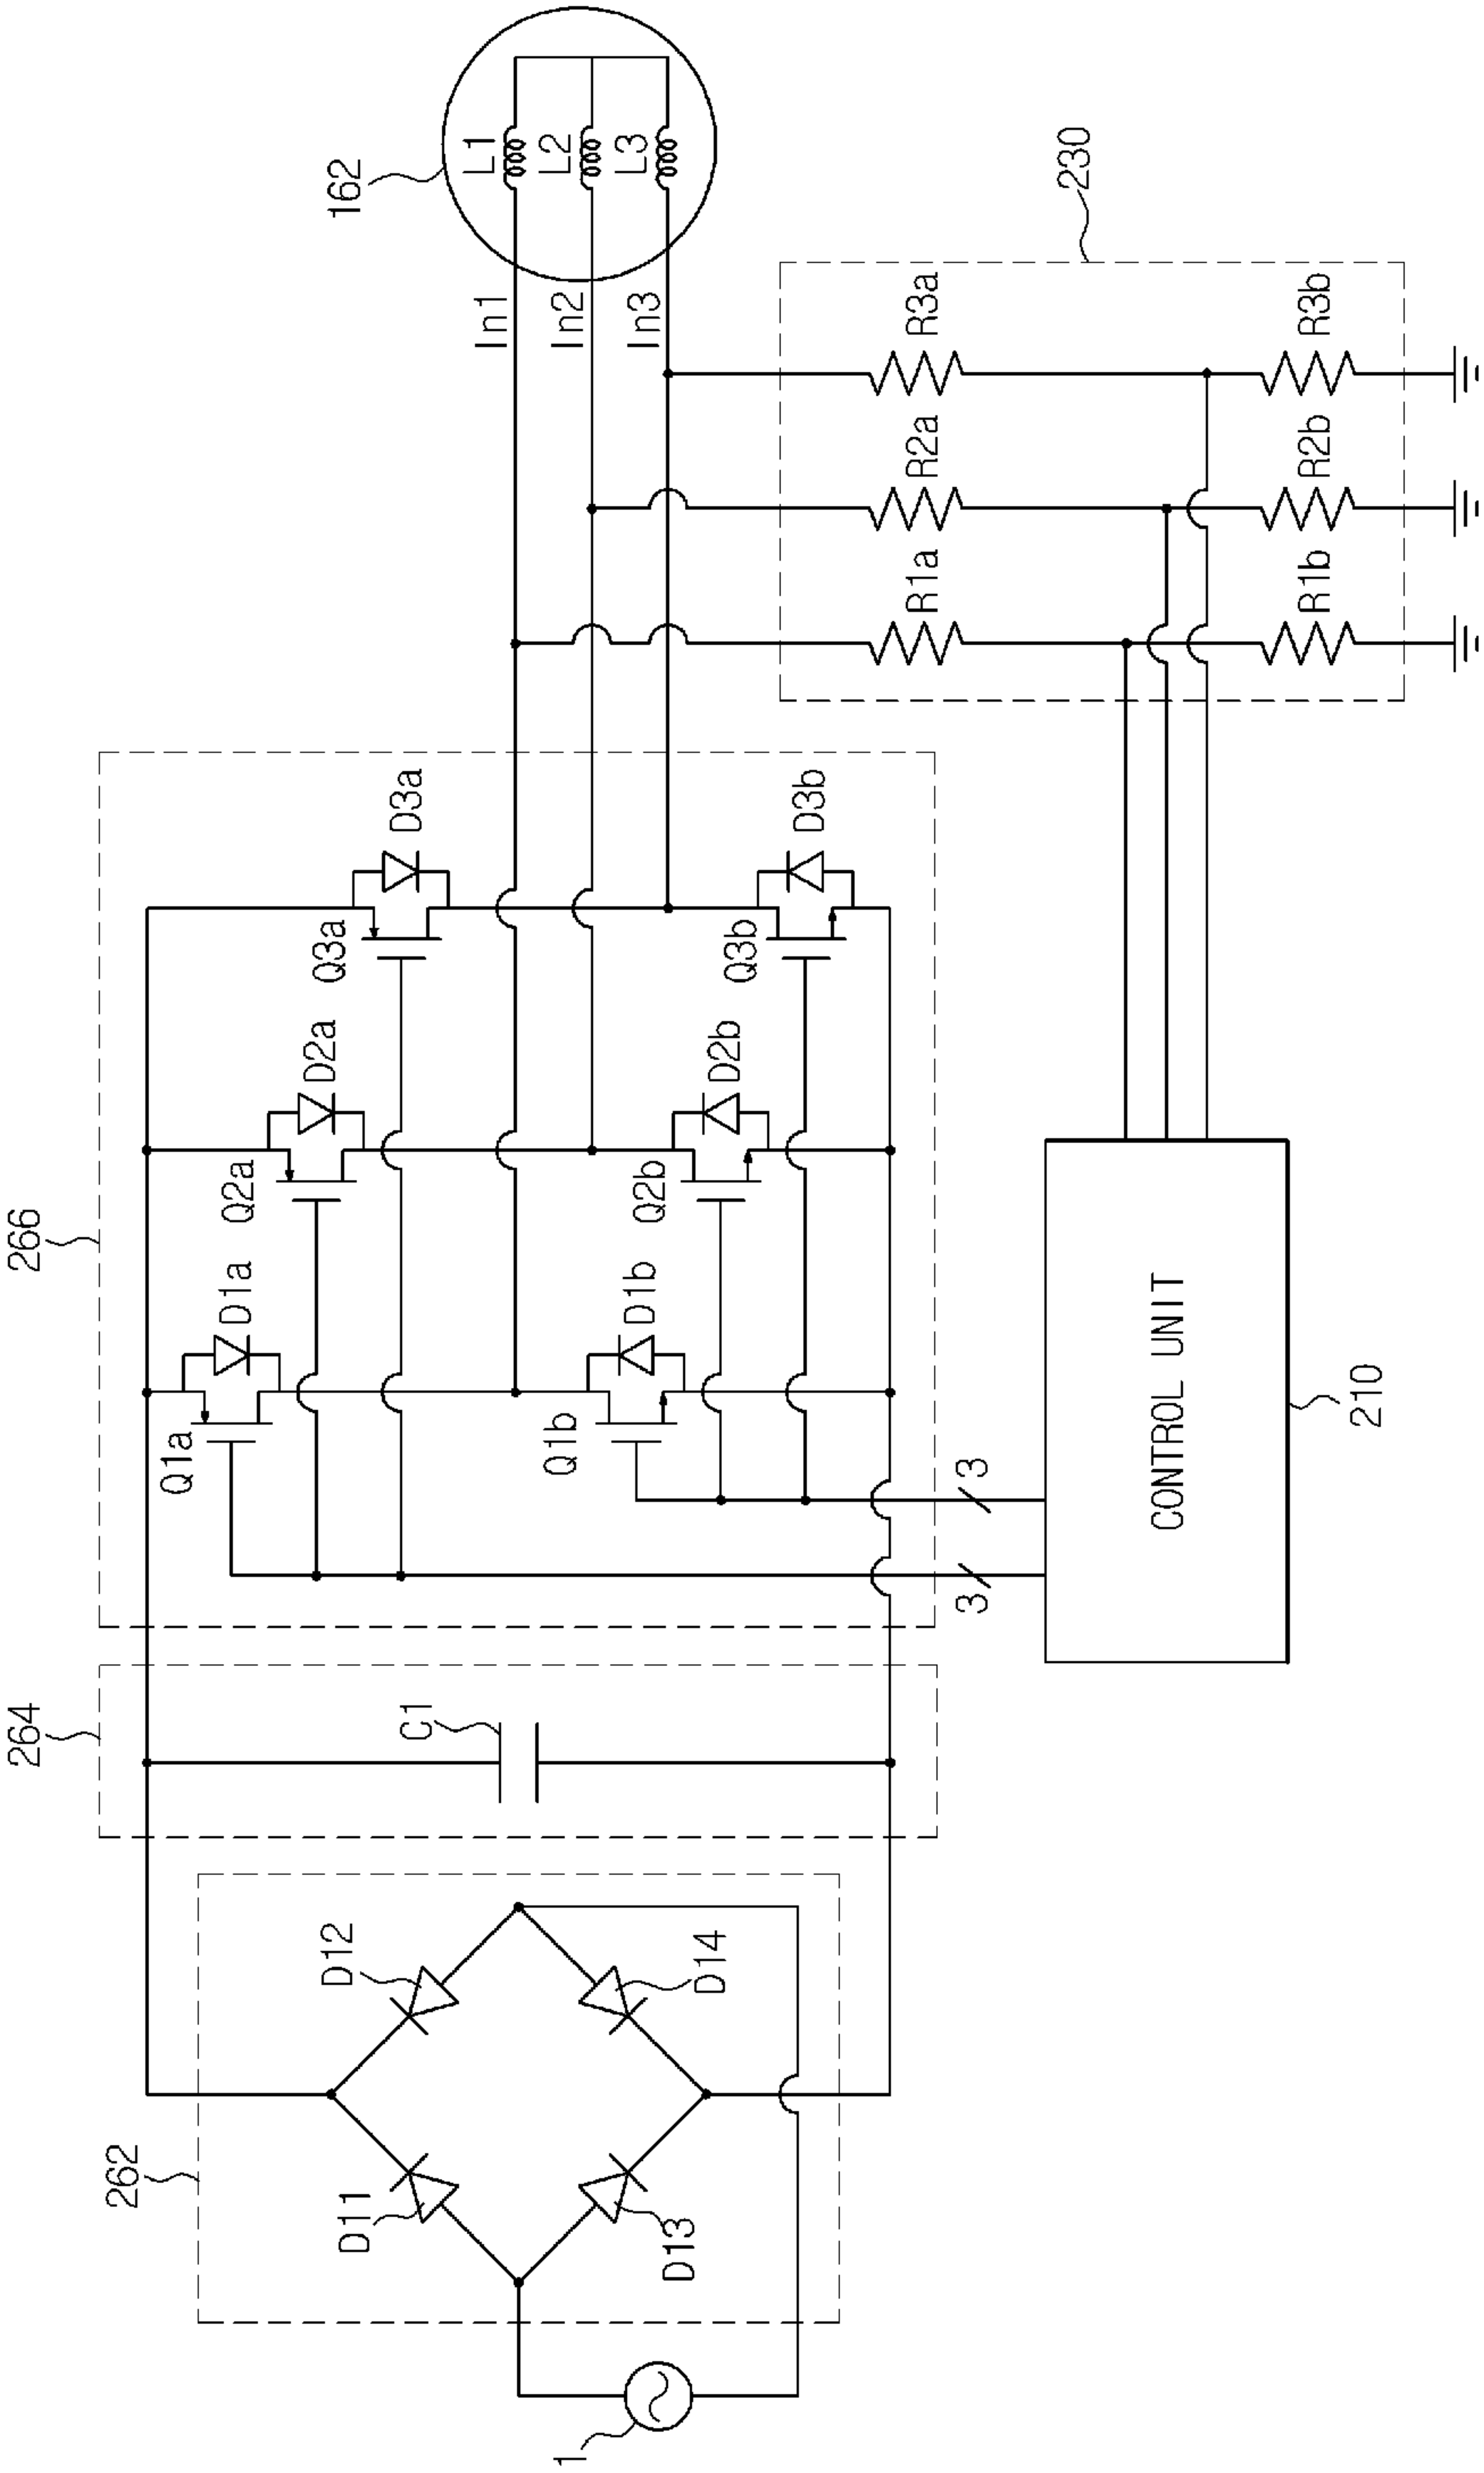 262
264
266
162
D11
D12
D13
D14
1
C1
Q1a
D1a
Q2a
D2a
Q3a
D3a
Q1b
D1b
Q2b
D2b
Q3b
D3b
In1
In2
In3
L1
L2
L3
3
3
CONTROL UNIT
210
R1a
R2a
R3a
R1b
R2b
R3b
230